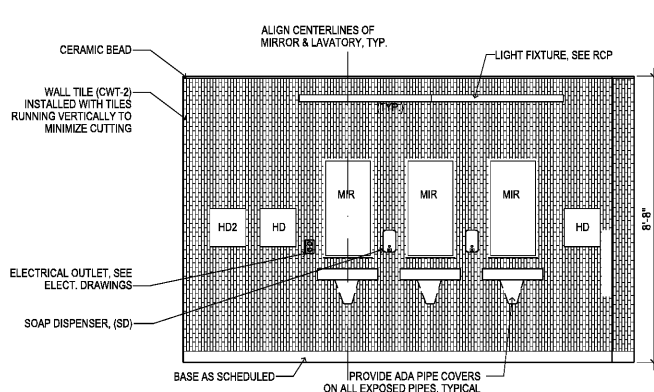 ALIGN CENTERLINES OF
MIRROR & LAVATORY, TYP.
CERAMIC BEAD
LIGHT FIXTURE, SEE RCP
WALL TILE (CWT-2)
INSTALLED WITH TILES
RUNNING VERTICALLY TO
MINIMIZE CUTTING
(TYP.)
MIR
MIR
MIR
HD2
HD
HD
8'-8"
ELECTRICAL OUTLET, SEE
ELECT. DRAWINGS
SOAP DISPENSER, (SD)
BASE AS SCHEDULED
PROVIDE ADA PIPE COVERS
ON ALL EXPOSED PIPES, TYPICAL